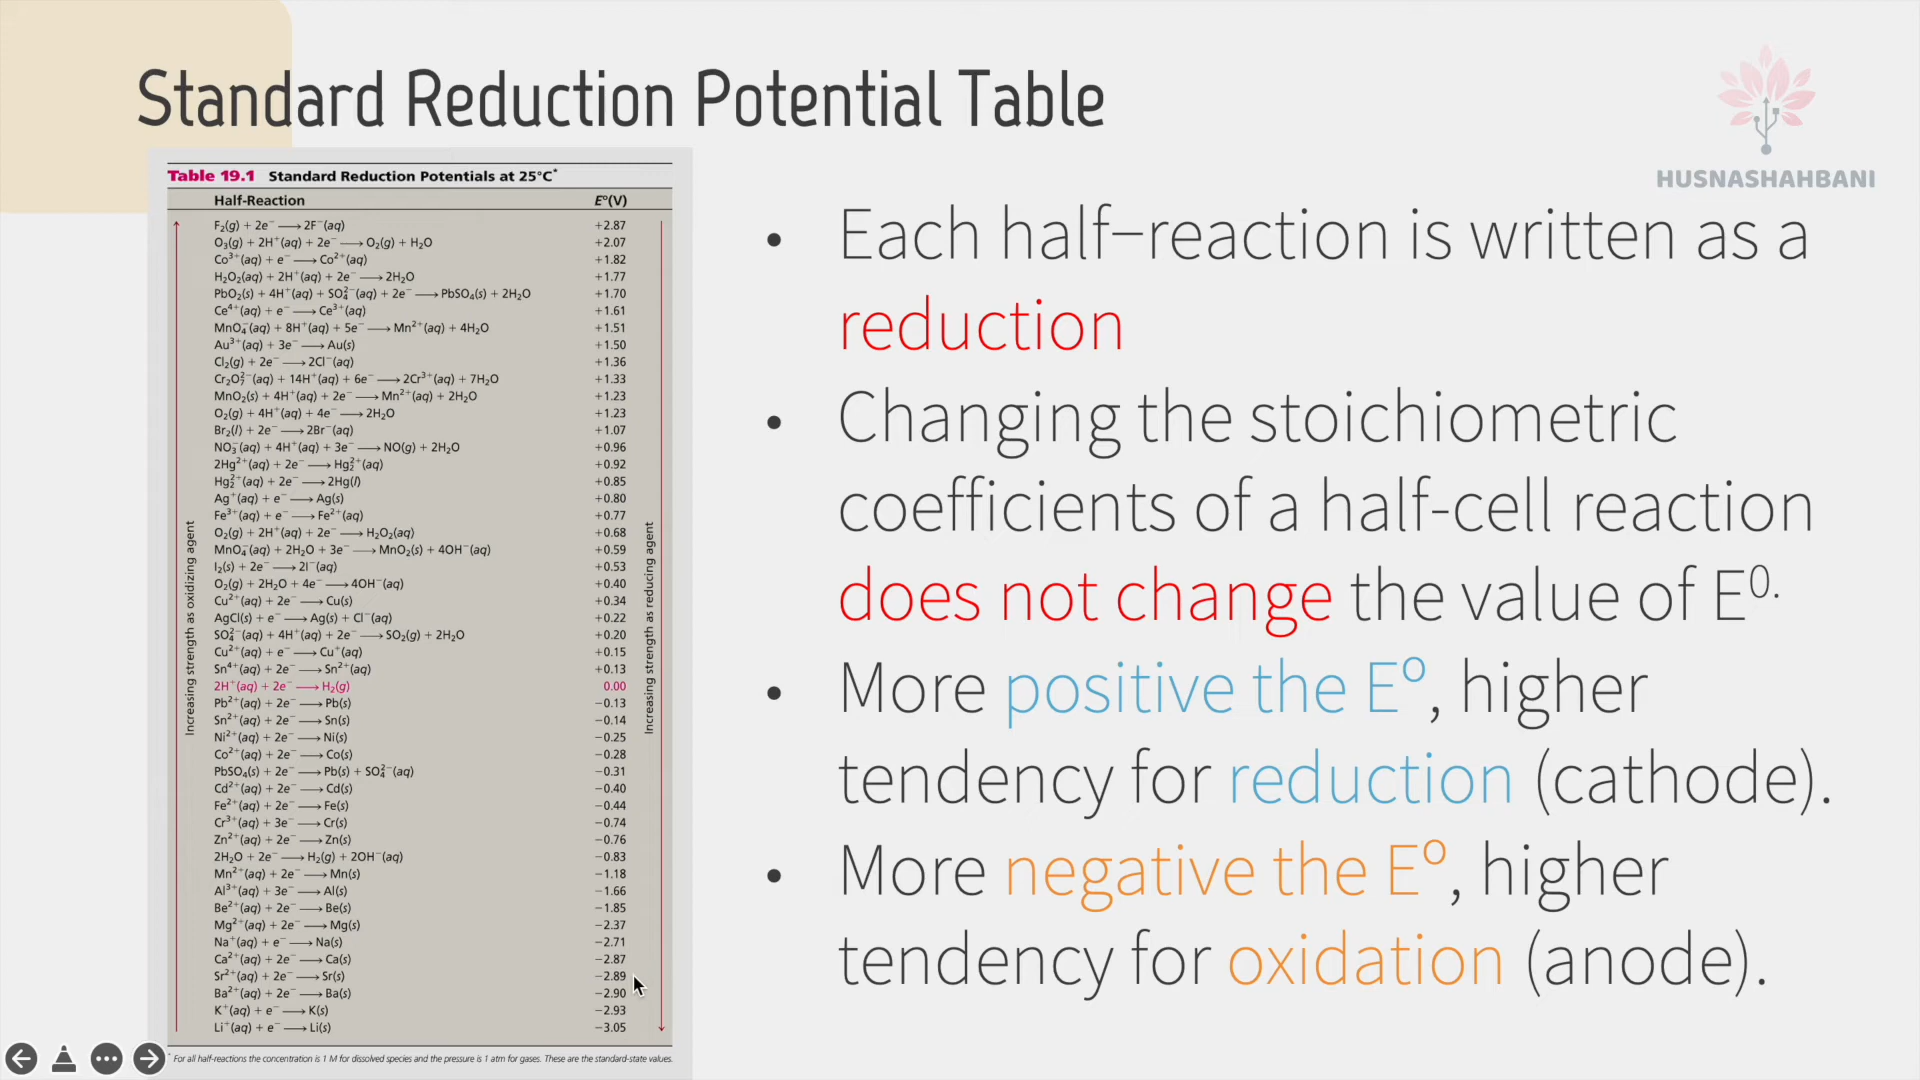 Standard Reduction Potential Table
HUSNASHAHBANI
Table 19.1 Standard Reduction Potentials at 25°C*
Half-Reaction E°(V)
F₂(g) + 2e⁻ ⟶ 2F⁻(aq) +2.87
O₃(g) + 2H⁺(aq) + 2e⁻ ⟶ O₂(g) + H₂O +2.07
Co³⁺(aq) + e⁻ ⟶ Co²⁺(aq) +1.82
H₂O₂(aq) + 2H⁺(aq) + 2e⁻ ⟶ 2H₂O +1.77
PbO₂(s) + 4H⁺(aq) + SO₄²⁻(aq) + 2e⁻ ⟶ PbSO₄(s) + 2H₂O +1.70
Ce⁴⁺(aq) + e⁻ ⟶ Ce³⁺(aq) +1.61
MnO₄⁻(aq) + 8H⁺(aq) + 5e⁻ ⟶ Mn²⁺(aq) + 4H₂O +1.51
Au³⁺(aq) + 3e⁻ ⟶ Au(s) +1.50
Cl₂(g) + 2e⁻ ⟶ 2Cl⁻(aq) +1.36
Cr₂O₇²⁻(aq) + 14H⁺(aq) + 6e⁻ ⟶ 2Cr³⁺(aq) + 7H₂O +1.33
MnO₂(s) + 4H⁺(aq) + 2e⁻ ⟶ Mn²⁺(aq) + 2H₂O +1.23
O₂(g) + 4H⁺(aq) + 4e⁻ ⟶ 2H₂O +1.23
Br₂(l) + 2e⁻ ⟶ 2Br⁻(aq) +1.07
NO₃⁻(aq) + 4H⁺(aq) + 3e⁻ ⟶ NO(g) + 2H₂O +0.96
2Hg²⁺(aq) + 2e⁻ ⟶ Hg₂²⁺(aq) +0.92
Hg₂²⁺(aq) + 2e⁻ ⟶ 2Hg(l) +0.85
Ag⁺(aq) + e⁻ ⟶ Ag(s) +0.80
Fe³⁺(aq) + e⁻ ⟶ Fe²⁺(aq) +0.77
O₂(g) + 2H⁺(aq) + 2e⁻ ⟶ H₂O₂(aq) +0.68
MnO₄⁻(aq) + 2H₂O + 3e⁻ ⟶ MnO₂(s) + 4OH⁻(aq) +0.59
I₂(s) + 2e⁻ ⟶ 2I⁻(aq) +0.53
O₂(g) + 2H₂O + 4e⁻ ⟶ 4OH⁻(aq) +0.40
Cu²⁺(aq) + 2e⁻ ⟶ Cu(s) +0.34
AgCl(s) + e⁻ ⟶ Ag(s) + Cl⁻(aq) +0.22
SO₄²⁻(aq) + 4H⁺(aq) + 2e⁻ ⟶ SO₂(g) + 2H₂O +0.20
Cu²⁺(aq) + e⁻ ⟶ Cu⁺(aq) +0.15
Sn⁴⁺(aq) + 2e⁻ ⟶ Sn²⁺(aq) +0.13
2H⁺(aq) + 2e⁻ ⟶ H₂(g) 0.00
Pb²⁺(aq) + 2e⁻ ⟶ Pb(s) −0.13
Sn²⁺(aq) + 2e⁻ ⟶ Sn(s) −0.14
Ni²⁺(aq) + 2e⁻ ⟶ Ni(s) −0.25
Co²⁺(aq) + 2e⁻ ⟶ Co(s) −0.28
PbSO₄(s) + 2e⁻ ⟶ Pb(s) + SO₄²⁻(aq) −0.31
Cd²⁺(aq) + 2e⁻ ⟶ Cd(s) −0.40
Fe²⁺(aq) + 2e⁻ ⟶ Fe(s) −0.44
Cr³⁺(aq) + 3e⁻ ⟶ Cr(s) −0.74
Zn²⁺(aq) + 2e⁻ ⟶ Zn(s) −0.76
2H₂O + 2e⁻ ⟶ H₂(g) + 2OH⁻(aq) −0.83
Mn²⁺(aq) + 2e⁻ ⟶ Mn(s) −1.18
Al³⁺(aq) + 3e⁻ ⟶ Al(s) −1.66
Be²⁺(aq) + 2e⁻ ⟶ Be(s) −1.85
Mg²⁺(aq) + 2e⁻ ⟶ Mg(s) −2.37
Na⁺(aq) + e⁻ ⟶ Na(s) −2.71
Ca²⁺(aq) + 2e⁻ ⟶ Ca(s) −2.87
Sr²⁺(aq) + 2e⁻ ⟶ Sr(s) −2.89
Ba²⁺(aq) + 2e⁻ ⟶ Ba(s) −2.90
K⁺(aq) + e⁻ ⟶ K(s) −2.93
Li⁺(aq) + e⁻ ⟶ Li(s) −3.05
Increasing strength as oxidizing agent
Increasing strength as reducing agent
* For all half-reactions the concentration is 1 M for dissolved species and the pressure is 1 atm for gases. These are the standard-state values.
• Each half−reaction is written as a
reduction
• Changing the stoichiometric
coefficients of a half-cell reaction
does not change the value of E⁰·
• More positive the Eº, higher
tendency for reduction (cathode).
• More negative the Eº, higher
tendency for oxidation (anode).